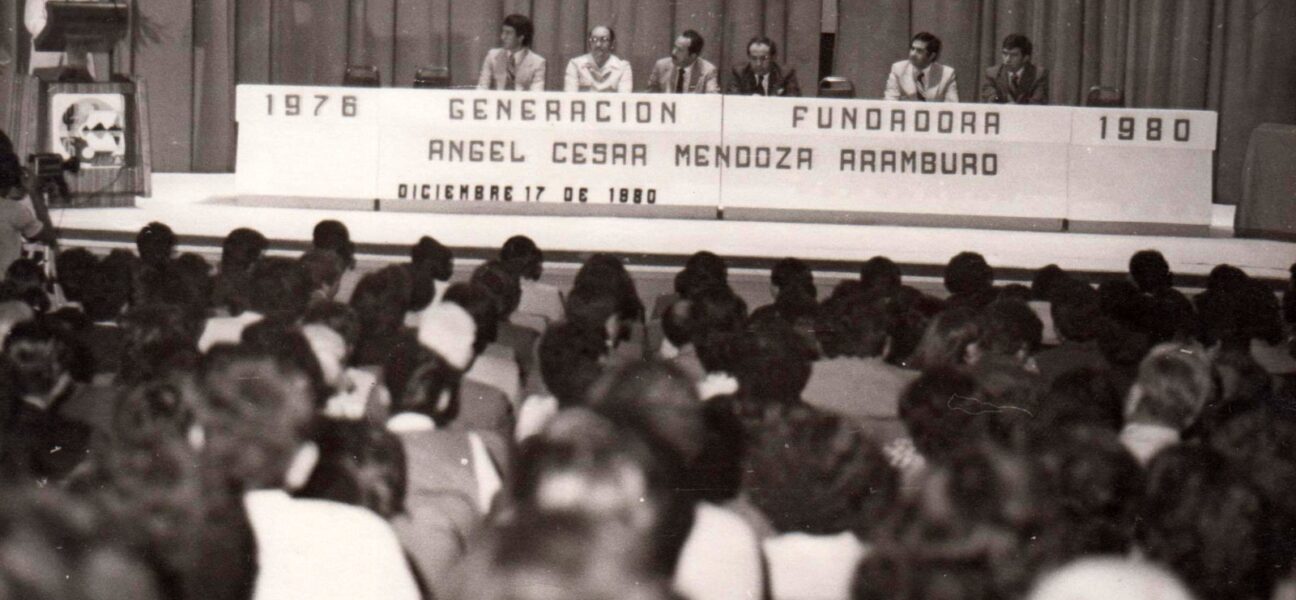 1976 GENERACION FUNDADORA 1980
ANGEL CESAR MENDOZA ARAMBURO
DICIEMBRE 17 DE 1980